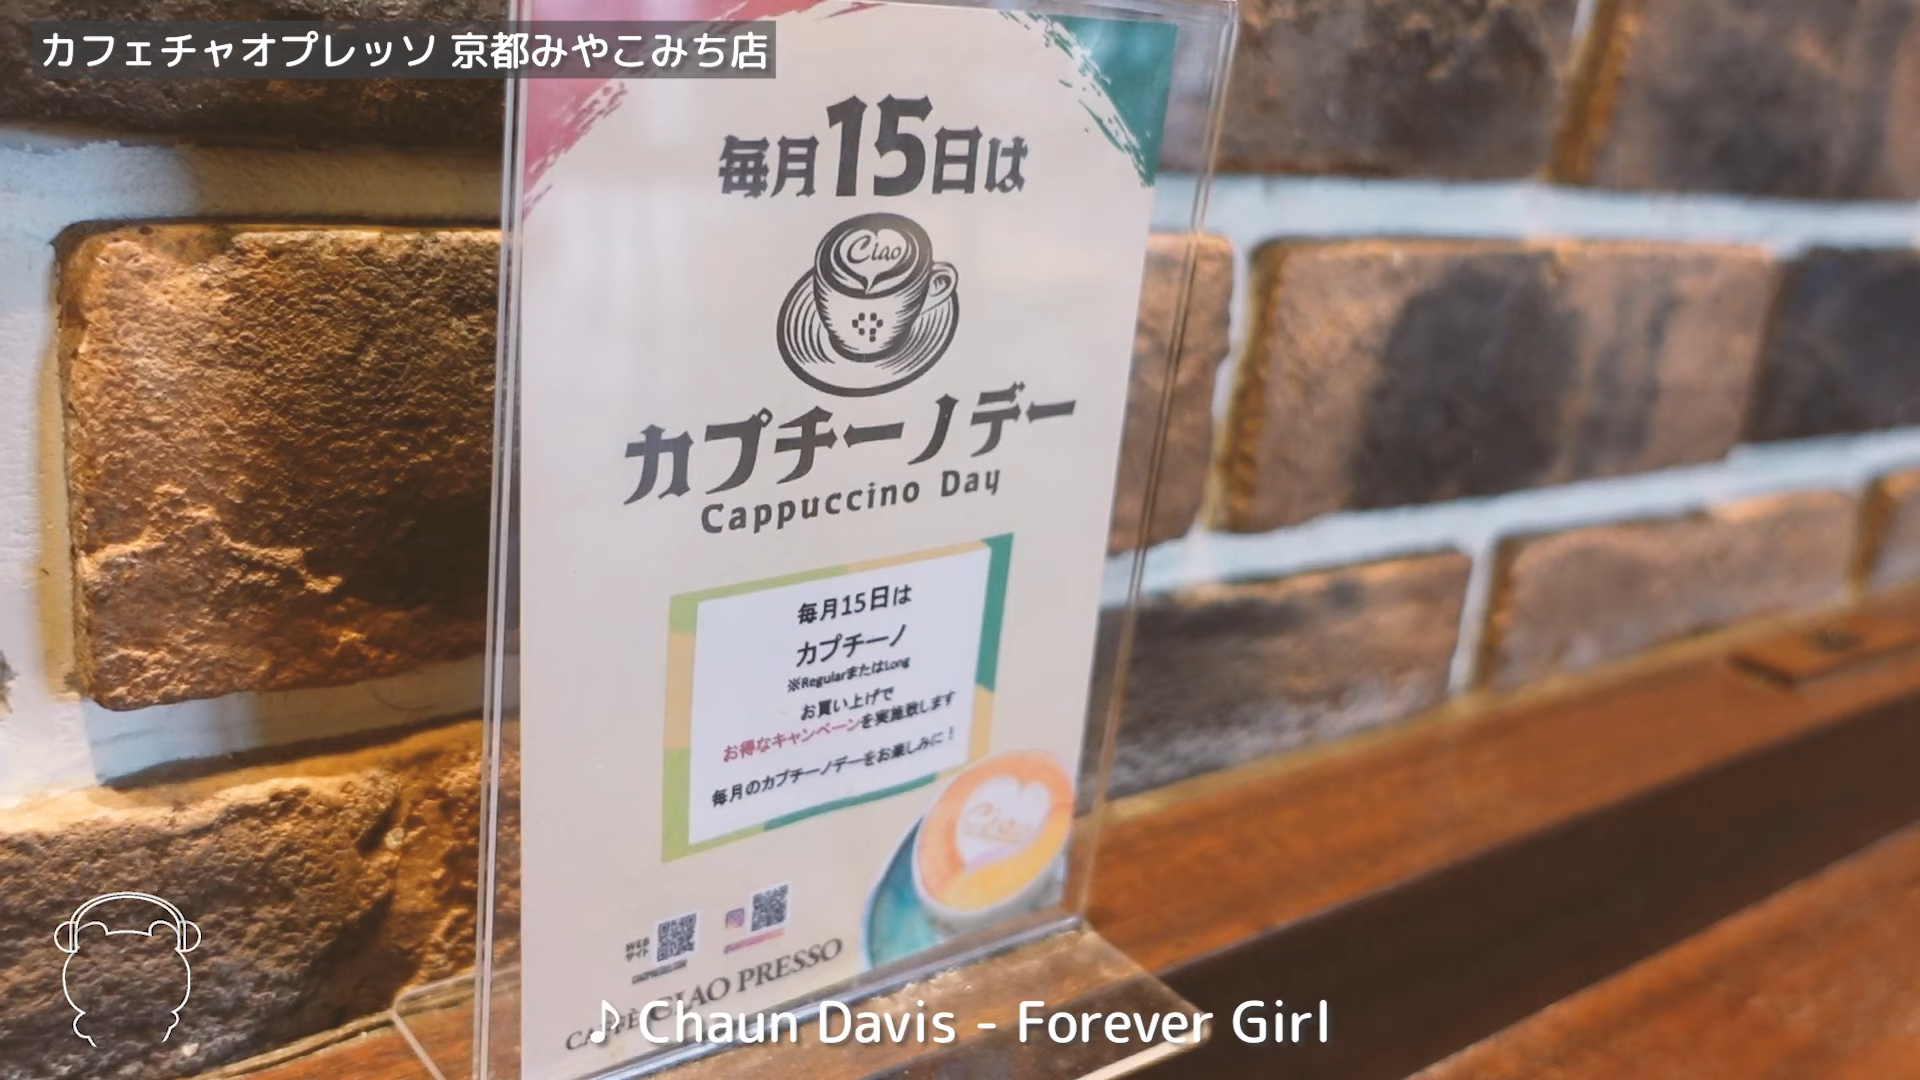 カフェチャオプレッソ 京都みやこみち店
毎月15日は
Ciao
カプチーノデー
Cappuccino Day
毎月15日は
カプチーノ
※RegularまたはLong
お買い上げで
お得なキャンペーンを実施致します
毎月のカプチーノデーをお楽しみに！
Ciao
WEB
サイト
CAFFÈ CIAO PRESSO
♪ Chaun Davis - Forever Girl